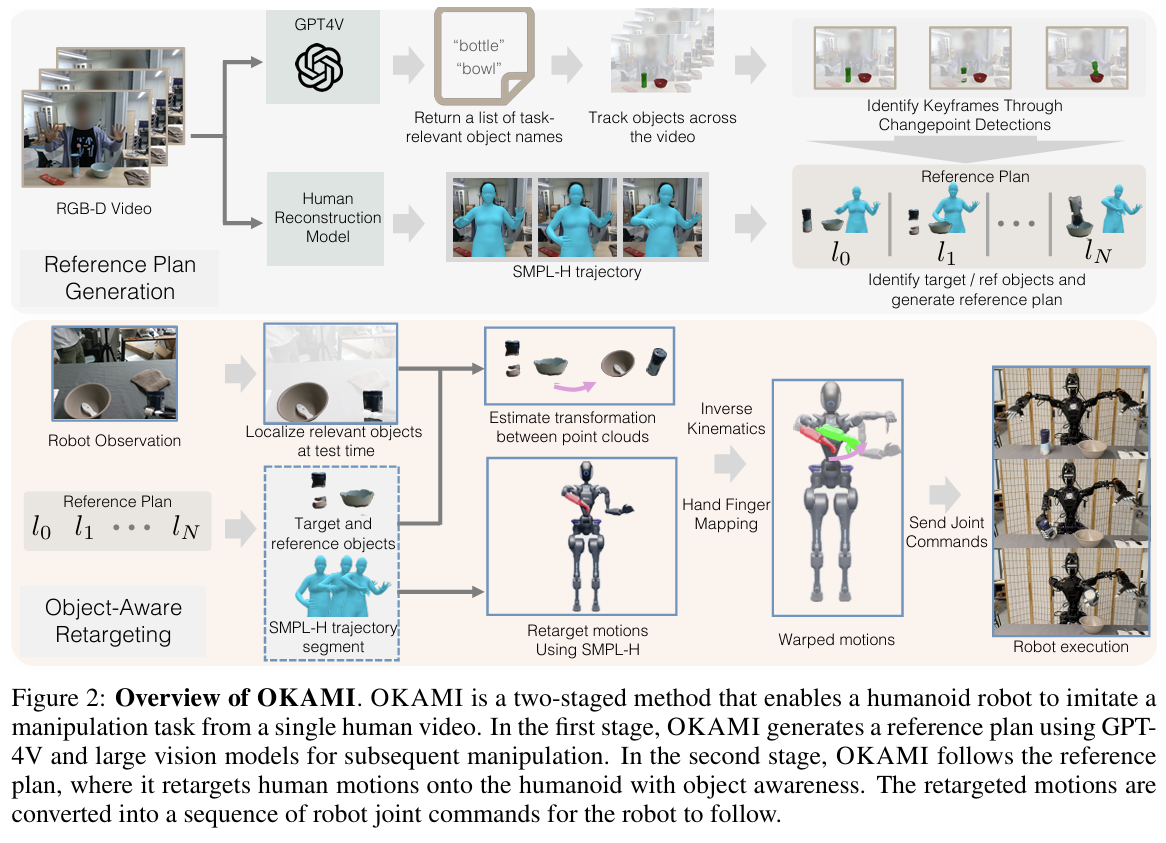 GPT4V
“bottle”
“bowl”
Return a list of task-
relevant object names
Track objects across
the video
Identify Keyframes Through
Changepoint Detections
RGB-D Video
Human
Reconstruction
Model
SMPL-H trajectory
Reference Plan
l0
l1
lN
Identify target / ref objects and
generate reference plan
Reference Plan
Generation
Robot Observation
Localize relevant objects
at test time
Estimate transformation
between point clouds
Reference Plan
l0 l1 • • • lN
Target and
reference objects
SMPL-H trajectory
segment
Object-Aware
Retargeting
Retarget motions
Using SMPL-H
Inverse
Kinematics
Hand Finger
Mapping
Warped motions
Send Joint
Commands
Robot execution
Figure 2: Overview of OKAMI. OKAMI is a two-staged method that enables a humanoid robot to imitate a
manipulation task from a single human video. In the first stage, OKAMI generates a reference plan using GPT-
4V and large vision models for subsequent manipulation. In the second stage, OKAMI follows the reference
plan, where it retargets human motions onto the humanoid with object awareness. The retargeted motions are
converted into a sequence of robot joint commands for the robot to follow.